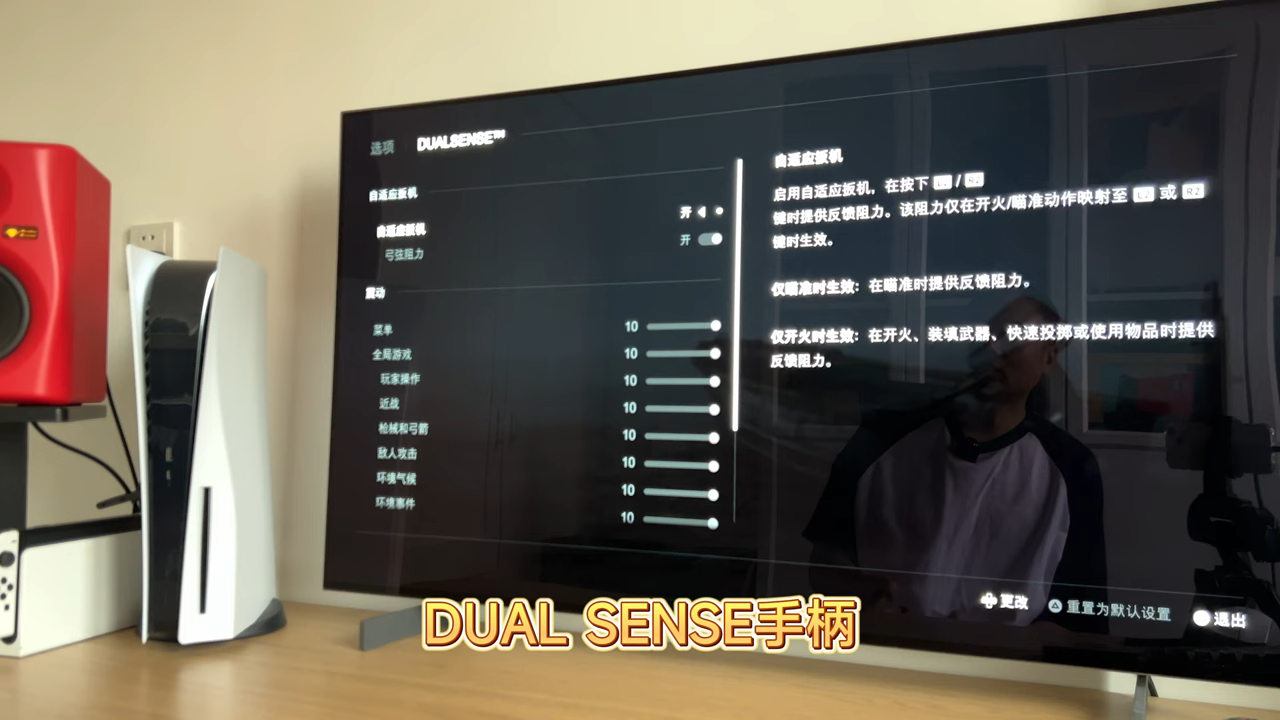 选项 DUALSENSE™
自适应扳机
自适应扳机 开
弓弦阻力 开
震动
菜单 10
全局游戏 10
玩家操作 10
近战 10
枪械和弓箭 10
敌人攻击 10
环境气候 10
环境事件 10
自适应扳机
启用自适应扳机，在按下 L2 / R2
键时提供反馈阻力。该阻力仅在开火/瞄准动作映射至 L2 或 R2
键时生效。
仅瞄准时生效：在瞄准时提供反馈阻力。
仅开火时生效：在开火、装填武器、快速投掷或使用物品时提供
反馈阻力。
更改 重置为默认设置 退出
DUAL SENSE手柄